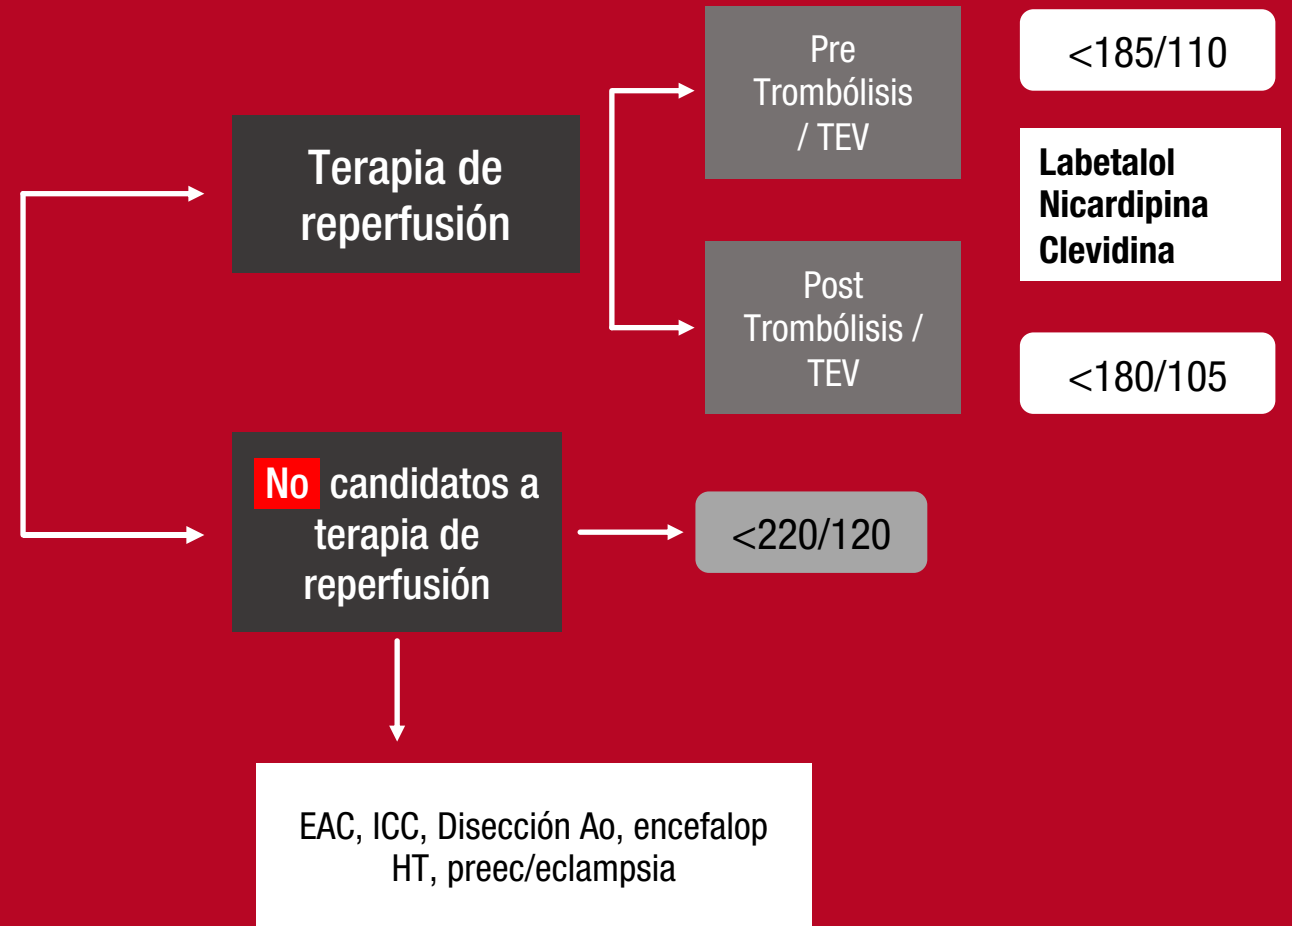 Pre
Trombólisis
/ TEV
<185/110
Terapia de
reperfusión
Labetalol
Nicardipina
Clevidina
Post
Trombólisis /
TEV
<180/105
No candidatos a
terapia de
reperfusión
<220/120
EAC, ICC, Disección Ao, encefalop
HT, preec/eclampsia